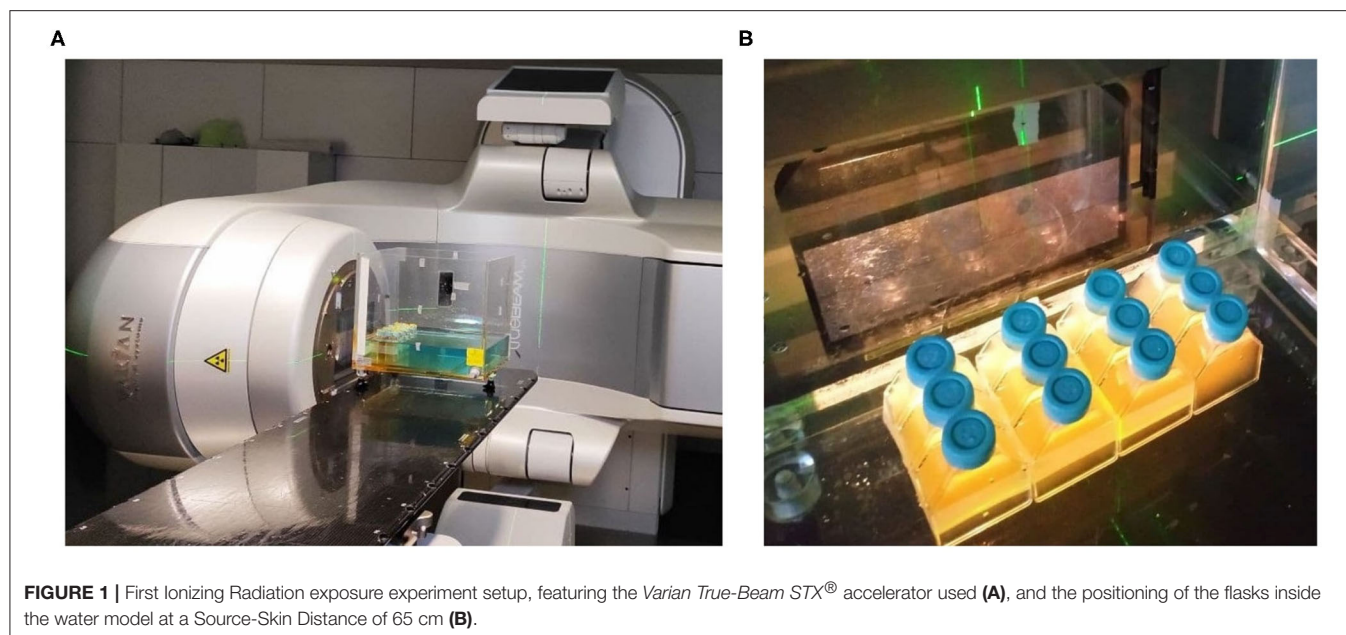 A
B
VARIAN
FIGURE 1 | First Ionizing Radiation exposure experiment setup, featuring the Varian True-Beam STX® accelerator used (A), and the positioning of the flasks inside
the water model at a Source-Skin Distance of 65 cm (B).